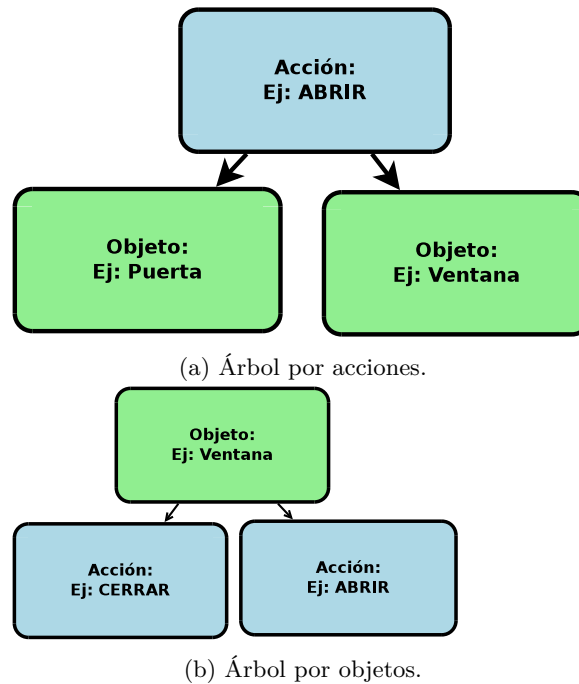 Acción:
Ej: ABRIR
Objeto:
Ej: Puerta
Objeto:
Ej: Ventana
(a) Árbol por acciones.
Objeto:
Ej: Ventana
Acción:
Ej: CERRAR
Acción:
Ej: ABRIR
(b) Árbol por objetos.